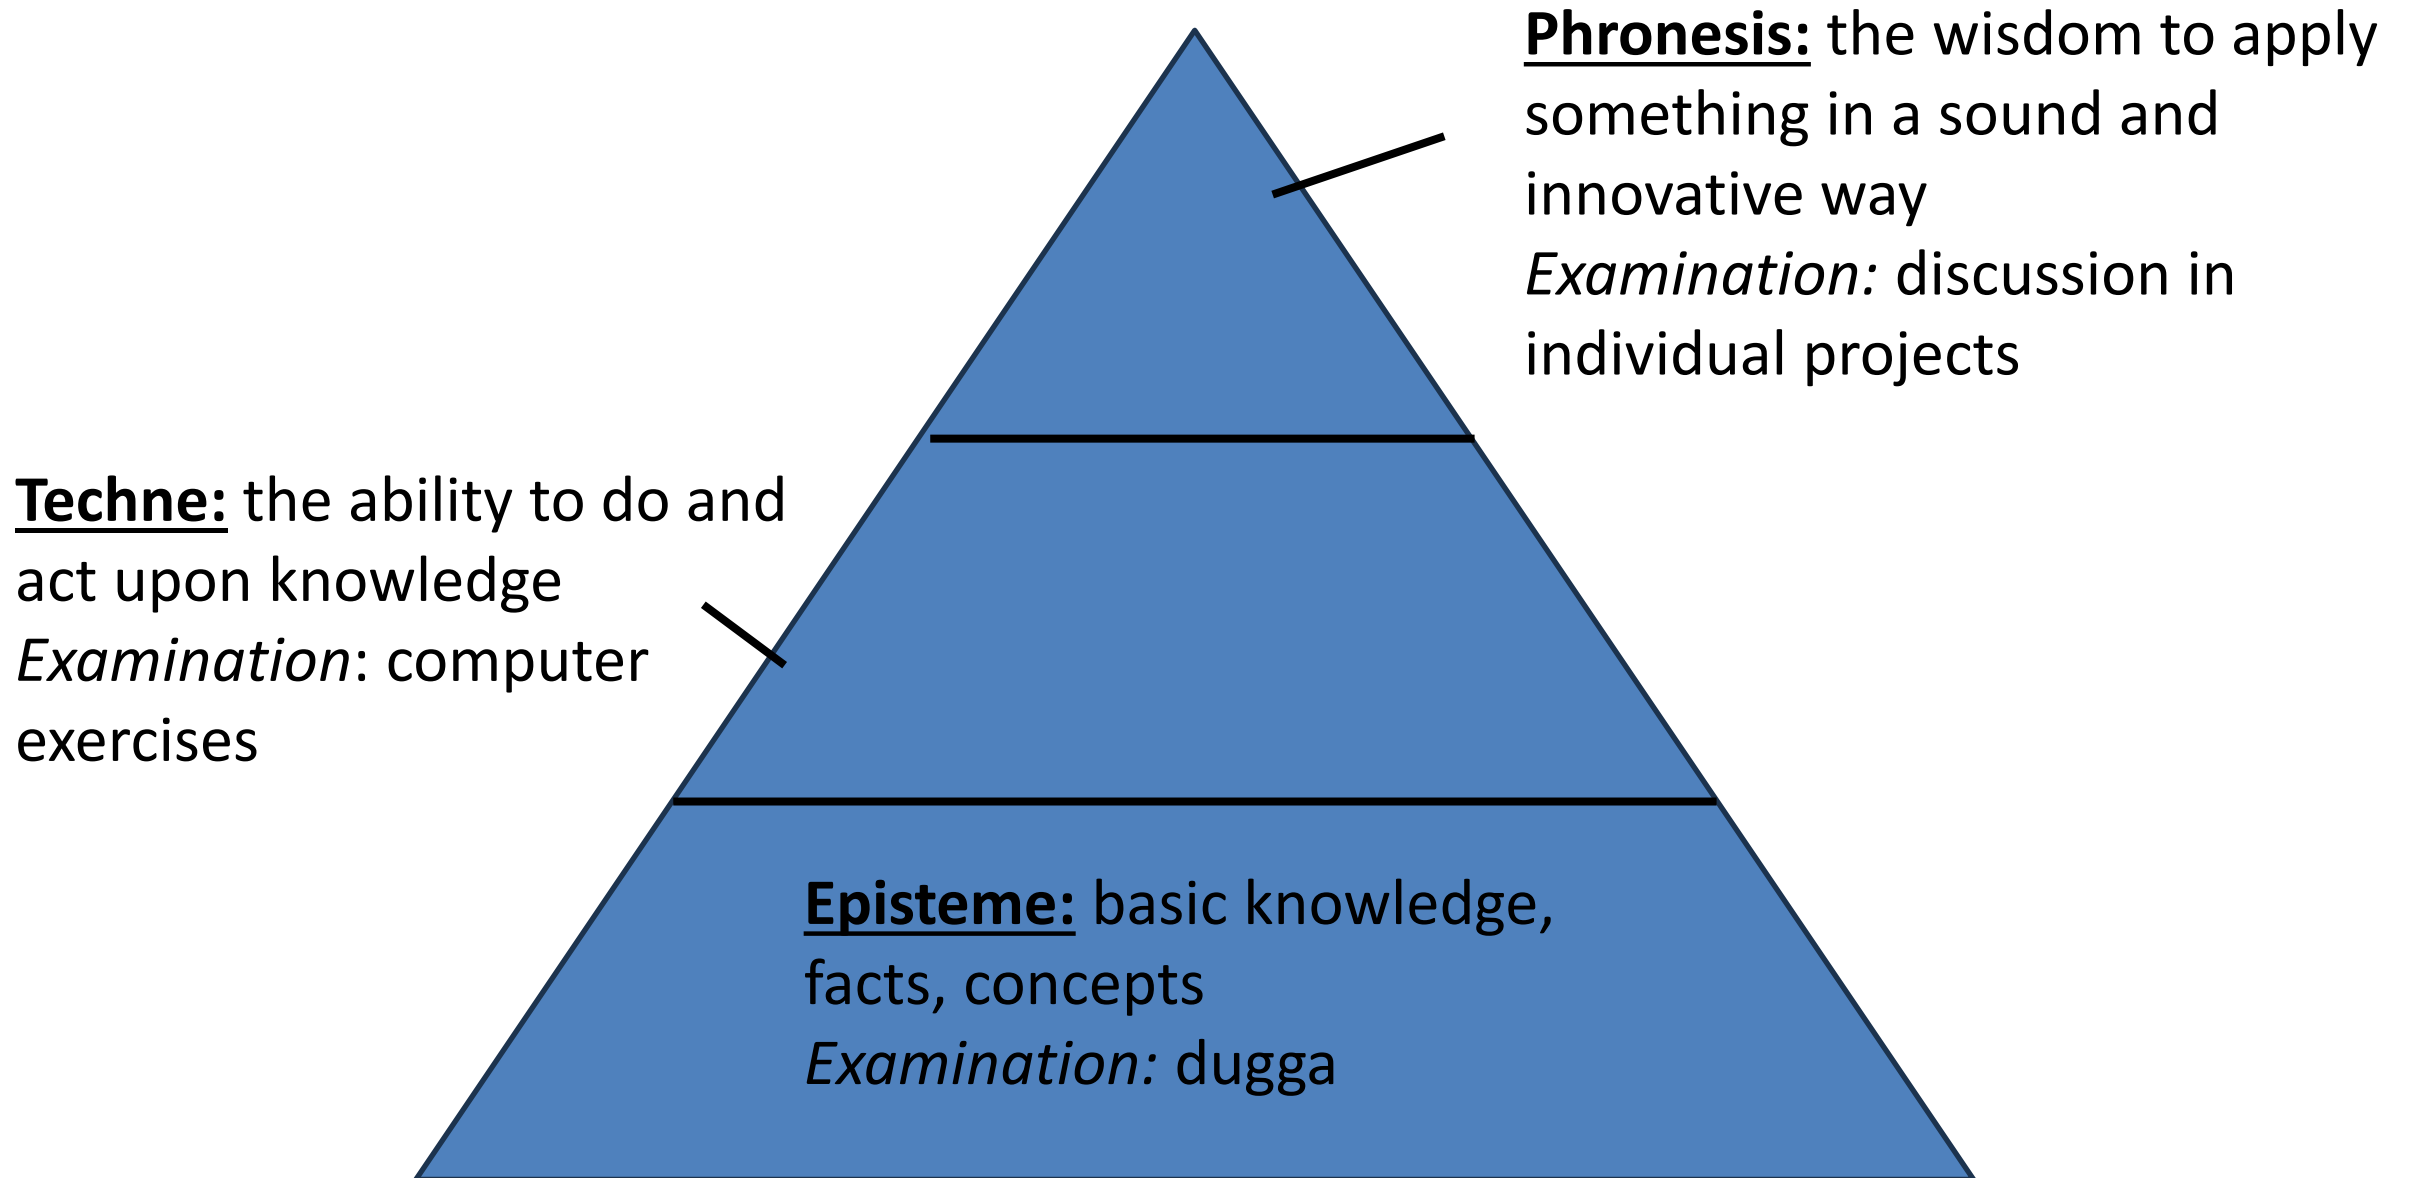 Phronesis: the wisdom to apply
something in a sound and
innovative way
Examination: discussion in
individual projects
Techne: the ability to do and
act upon knowledge
Examination: computer
exercises
Episteme: basic knowledge,
facts, concepts
Examination: dugga